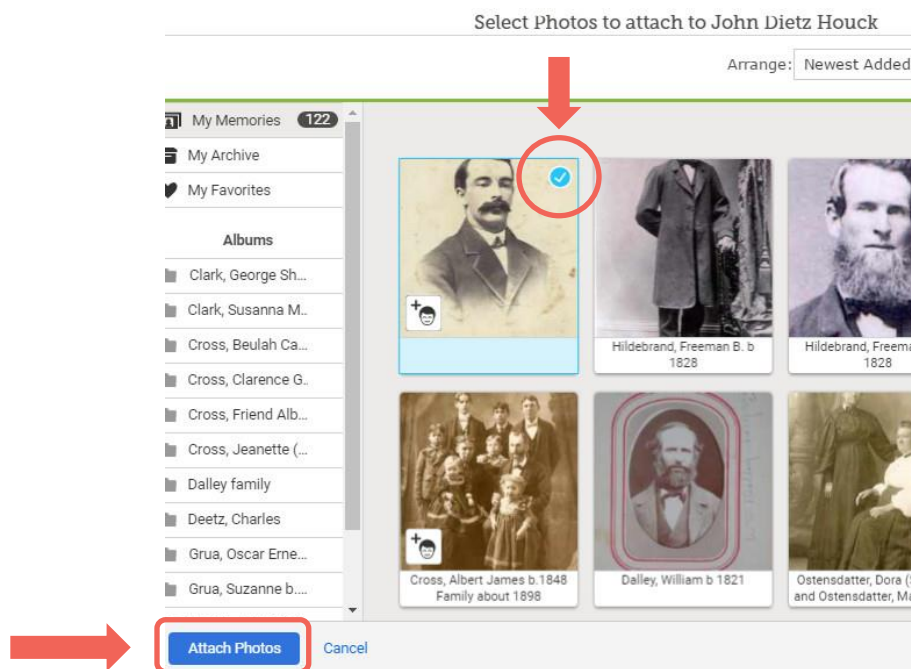 Select Photos to attach to John Dietz Houck
Arrange: Newest Added
My Memories 122
My Archive
My Favorites
Albums
Clark, George Sh...
Clark, Susanna M..
Cross, Beulah Ca...
Cross, Clarence G..
Cross, Friend Alb...
Cross, Jeanette (...
Dalley family
Deetz, Charles
Grua, Oscar Erne...
Grua, Suzanne b....
Hildebrand, Freeman B. b
1828
Hildebrand, Freema
1828
Cross, Albert James b.1848
Family about 1898
Dalley, William b 1821
Ostensdatter, Dora (S
and Ostensdatter, Ma
Attach Photos
Cancel